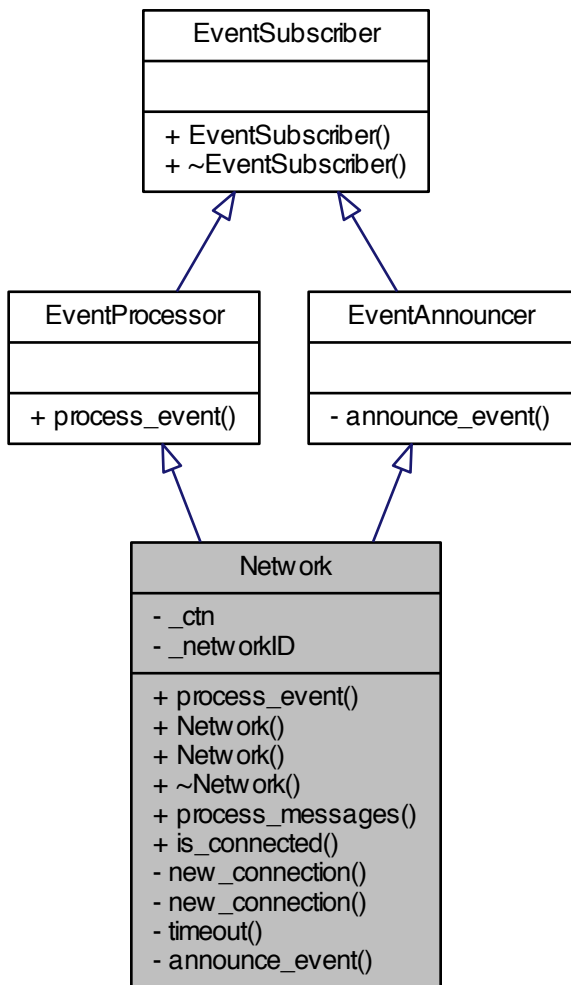 EventSubscriber
+ EventSubscriber()
+ ~EventSubscriber()
EventProcessor
+ process_event()
EventAnnouncer
- announce_event()
Network
- _ctn
- _networkID
+ process_event()
+ Network()
+ Network()
+ ~Network()
+ process_messages()
+ is_connected()
- new_connection()
- new_connection()
- timeout()
- announce_event()